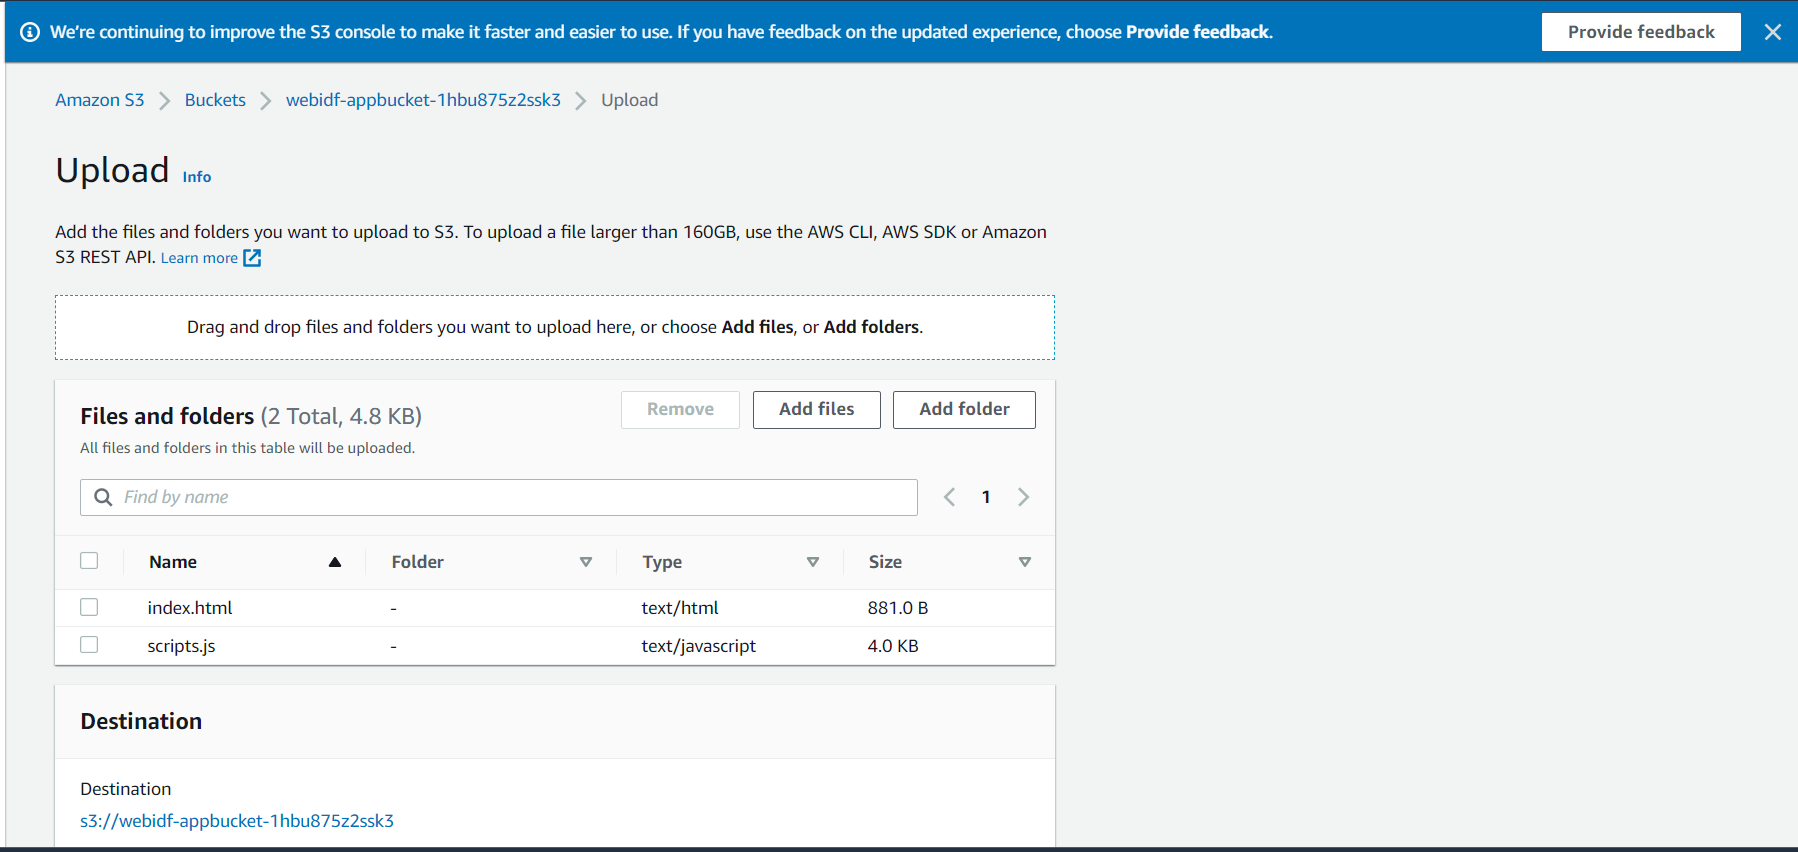 We're continuing to improve the S3 console to make it faster and easier to use. If you have feedback on the updated experience, choose Provide feedback.
Provide feedback
Amazon S3 Buckets webidf-appbucket-1hbu875z2ssk3 Upload
Upload Info
Add the files and folders you want to upload to S3. To upload a file larger than 160GB, use the AWS CLI, AWS SDK or Amazon
S3 REST API. Learn more
Drag and drop files and folders you want to upload here, or choose Add files, or Add folders.
Files and folders (2 Total, 4.8 KB)
Remove Add files Add folder
All files and folders in this table will be uploaded.
Find by name
1
Name Folder Type Size
index.html - text/html 881.0 B
scripts.js - text/javascript 4.0 KB
Destination
Destination
s3://webidf-appbucket-1hbu875z2ssk3